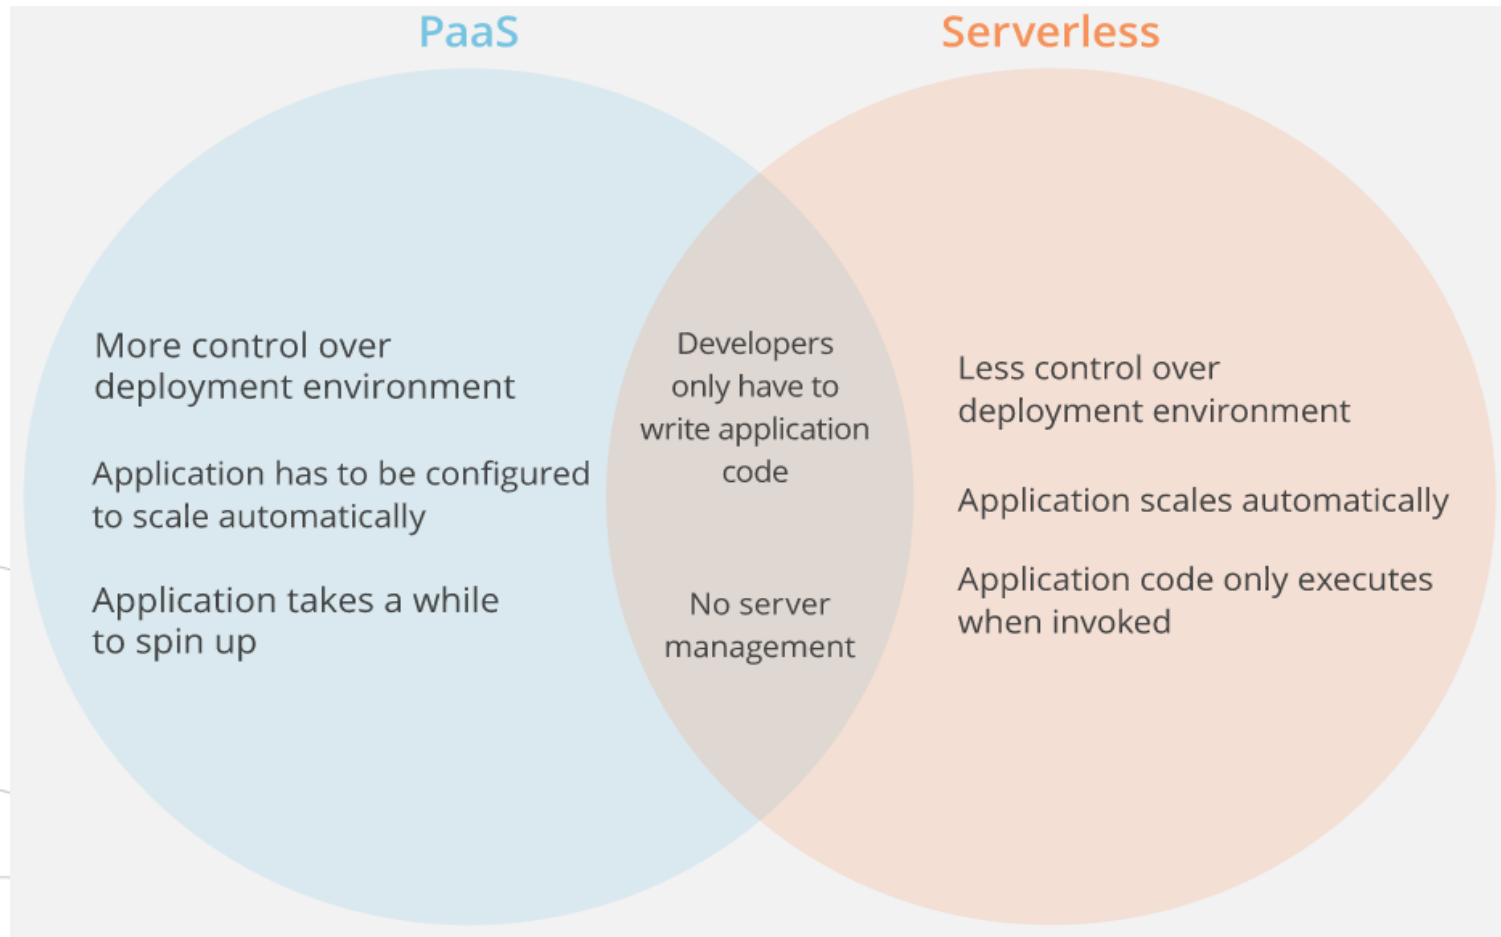 PaaS
Serverless
More control over
deployment environment
Application has to be configured
to scale automatically
Application takes a while
to spin up
Developers
only have to
write application
code
No server
management
Less control over
deployment environment
Application scales automatically
Application code only executes
when invoked